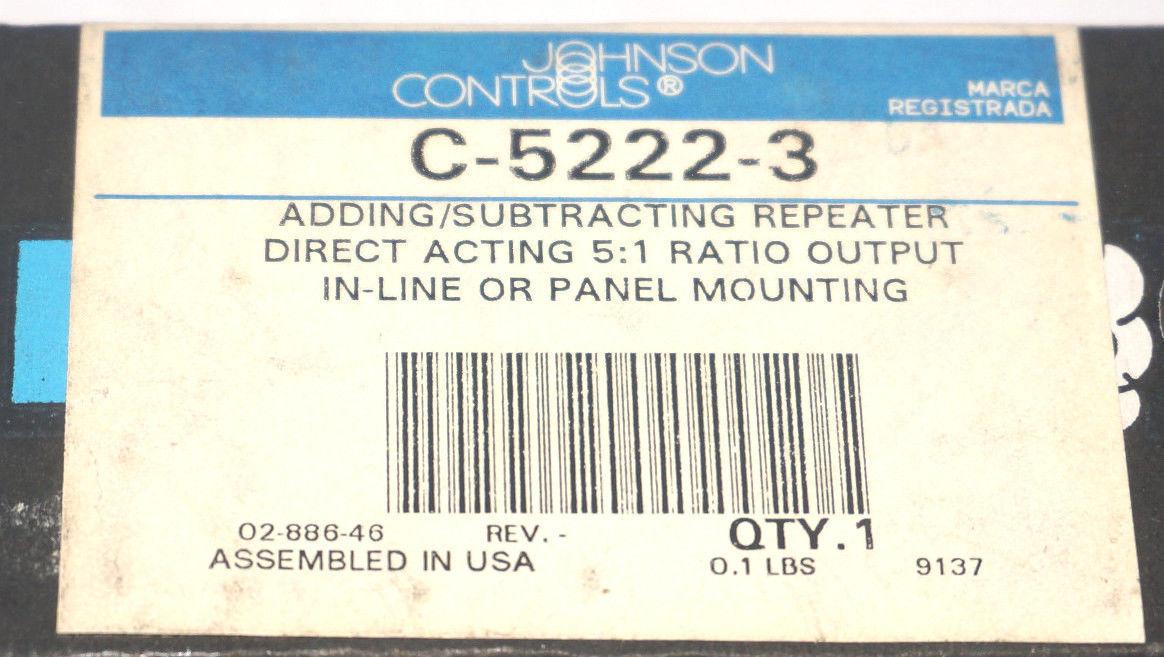 JOHNSON
CONTROLS®
MARCA
REGISTRADA
C-5222-3
ADDING/SUBTRACTING REPEATER
DIRECT ACTING 5:1 RATIO OUTPUT
IN-LINE OR PANEL MOUNTING
02-886-46 REV. - QTY.1
ASSEMBLED IN USA 0.1 LBS 9137